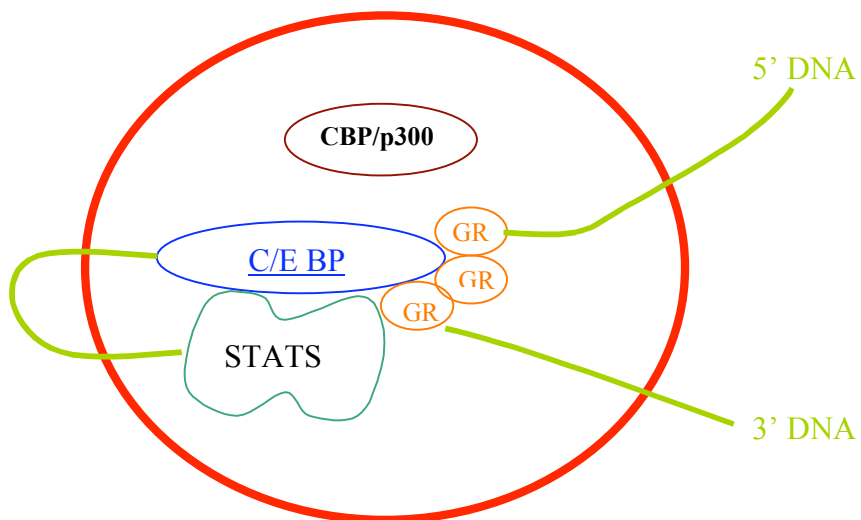 5’ DNA
CBP/p300
GR
C/E BP
GR
GR
STATS
3’ DNA